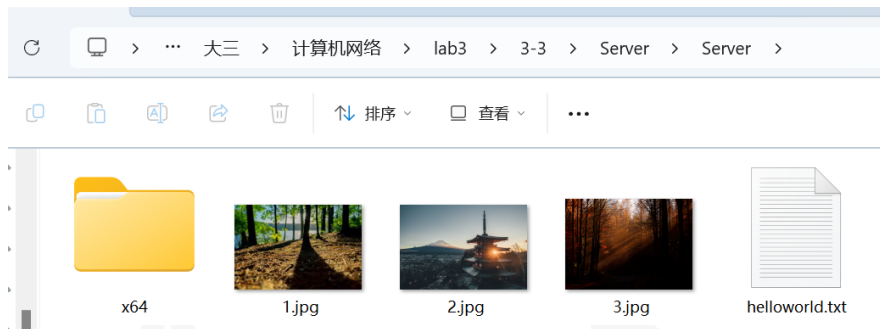 … 大三 > 计算机网络 > lab3 > 3-3 > Server > Server >
排序 查看 …
x64 1.jpg 2.jpg 3.jpg helloworld.txt